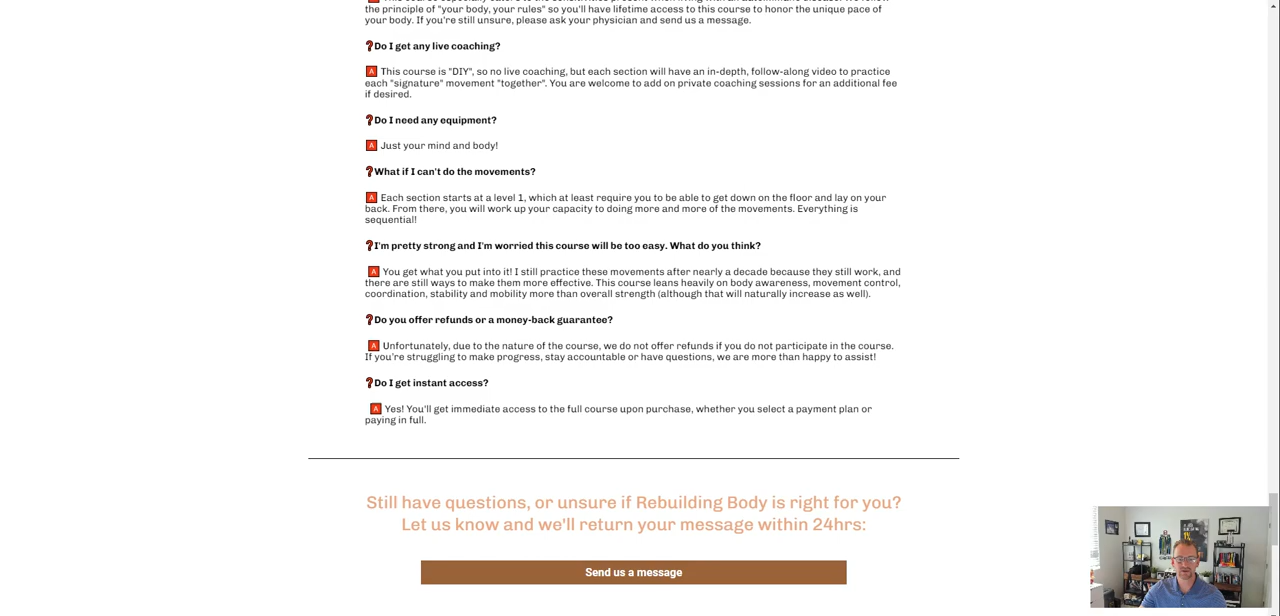 This course especially caters to the sensitivities present when living with an autoimmune disease. We follow
the principle of "your body, your rules" so you'll have lifetime access to this course to honor the unique pace of
your body. If you're still unsure, please ask your physician and send us a message.
❓Do I get any live coaching?
🅰 This course is "DIY", so no live coaching, but each section will have an in-depth, follow-along video to practice
each "signature" movement "together". You are welcome to add on private coaching sessions for an additional fee
if desired.
❓Do I need any equipment?
🅰 Just your mind and body!
❓What if I can't do the movements?
🅰 Each section starts at a level 1, which at least require you to be able to get down on the floor and lay on your
back. From there, you will work up your capacity to doing more and more of the movements. Everything is
sequential!
❓I'm pretty strong and I'm worried this course will be too easy. What do you think?
🅰 You get what you put into it! I still practice these movements after nearly a decade because they still work, and
there are still ways to make them more effective. This course leans heavily on body awareness, movement control,
coordination, stability and mobility more than overall strength (although that will naturally increase as well).
❓Do you offer refunds or a money-back guarantee?
🅰 Unfortunately, due to the nature of the course, we do not offer refunds if you do not participate in the course.
If you're struggling to make progress, stay accountable or have questions, we are more than happy to assist!
❓Do I get instant access?
🅰 Yes! You'll get immediate access to the full course upon purchase, whether you select a payment plan or
paying in full.
Still have questions, or unsure if Rebuilding Body is right for you?
Let us know and we'll return your message within 24hrs:
Send us a message